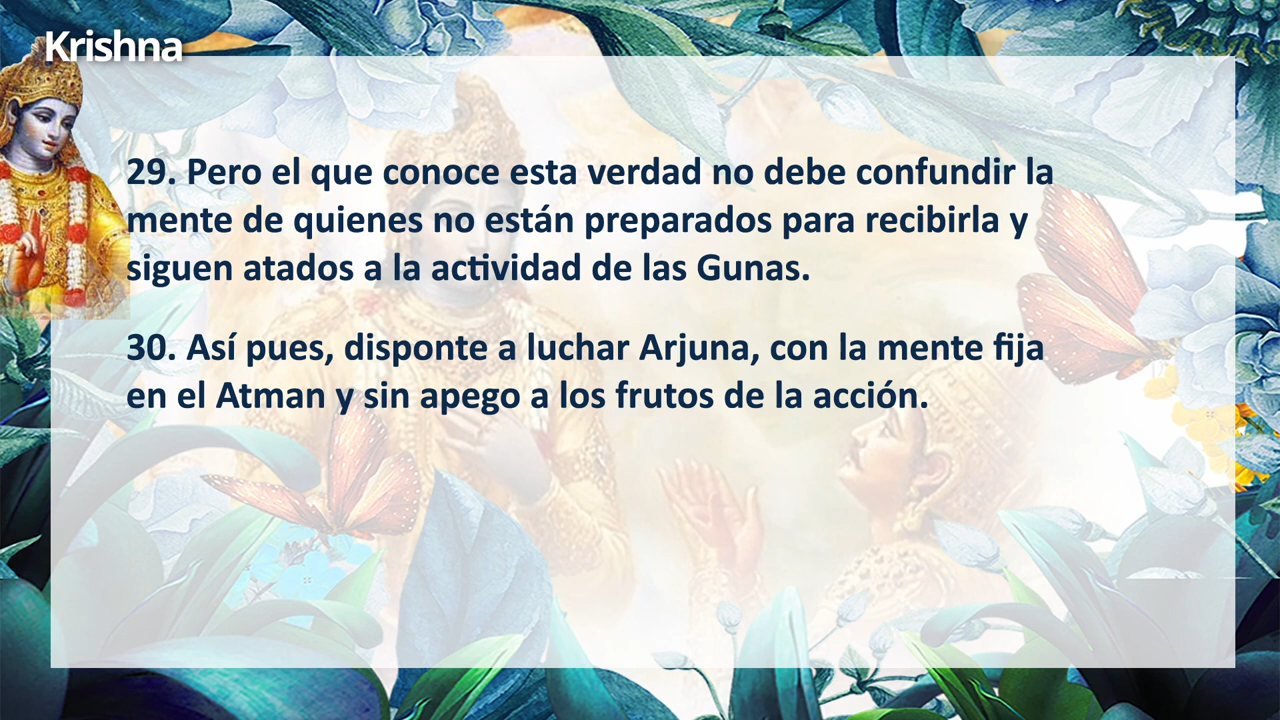 Krishna
29. Pero el que conoce esta verdad no debe confundir la
mente de quienes no están preparados para recibirla y
siguen atados a la actividad de las Gunas.
30. Así pues, disponte a luchar Arjuna, con la mente fija
en el Atman y sin apego a los frutos de la acción.